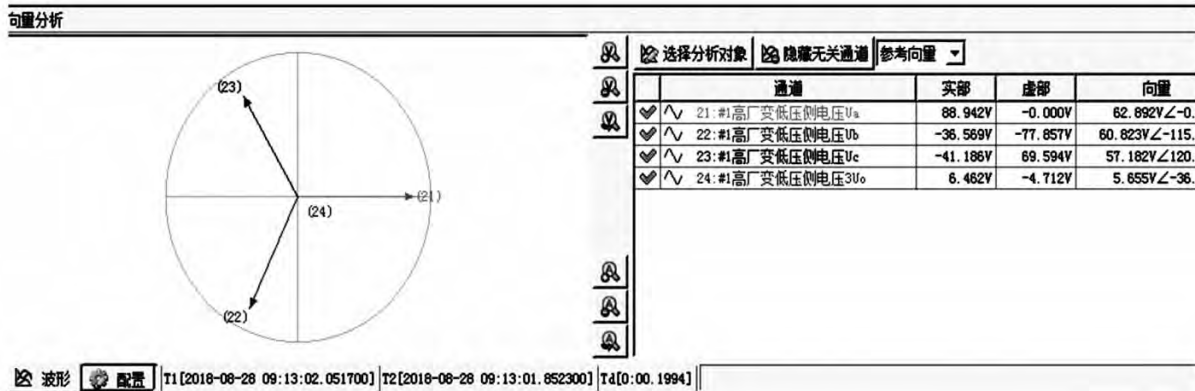 向量分析
选择分析对象 隐藏无关通道 参考向量
通道 实部 虚部 向量
21:#1高厂变低压侧电压Ua 88.942V -0.000V 62.892V∠-0.
22:#1高厂变低压侧电压Ub -36.569V -77.857V 60.823V∠-115.
23:#1高厂变低压侧电压Uc -41.186V 69.594V 57.182V∠120.
24:#1高厂变低压侧电压3Uo 6.462V -4.712V 5.655V∠-36.
(23)
(21)
(24)
(22)
波形 配置 T1[2018-08-28 09:13:02.051700] T2[2018-08-28 09:13:01.852300] Td[0:00.1994]